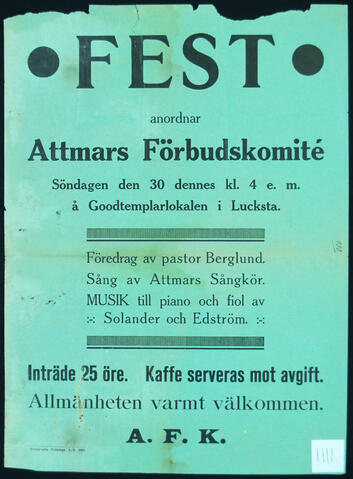 • FEST •
anordnar
Attmars Förbudskomité
Söndagen den 30 dennes kl. 4 e. m.
å Goodtemplarlokalen i Lucksta.
Föredrag av pastor Berglund.
Sång av Attmars Sångkör.
MUSIK till piano och fiol av
:-: Solander och Edström. :-:
Inträde 25 öre. Kaffe serveras mot avgift.
Allmänheten varmt välkommen.
A. F. K.